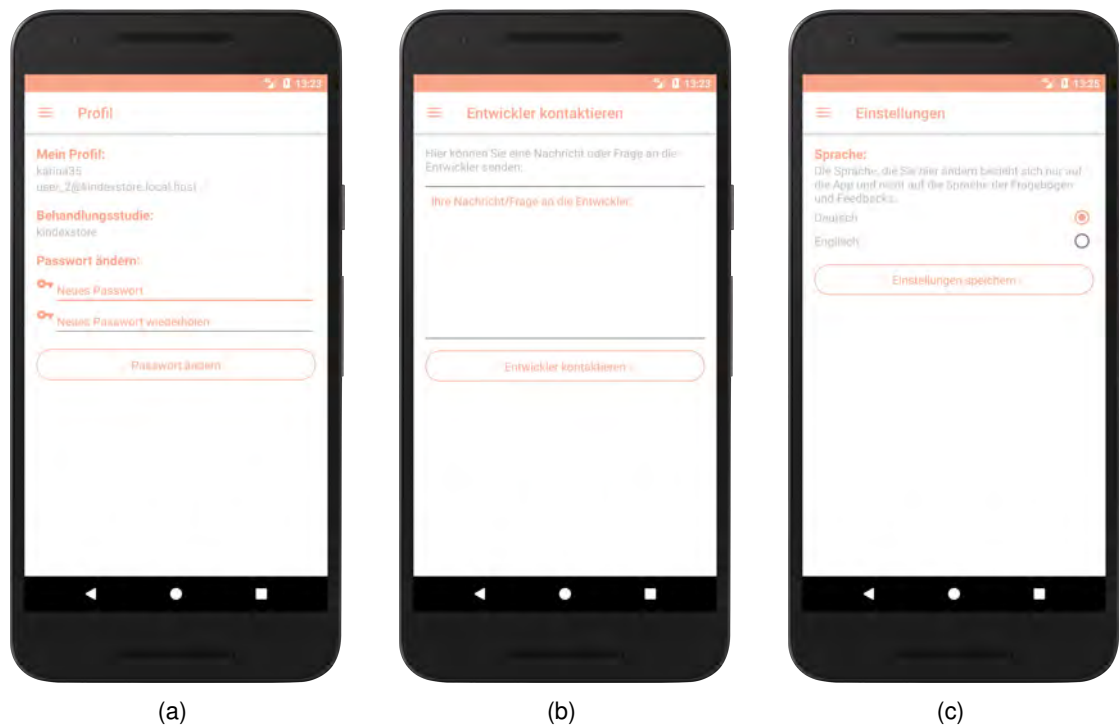 13:23
Profil
Mein Profil:
karina35
user_2@kindexstore.local.host
Behandlungsstudie:
kindexstore
Passwort ändern:
Neues Passwort
Neues Passwort wiederholen
Passwort ändern
(a)
13:23
Entwickler kontaktieren
Hier können Sie eine Nachricht oder Frage an die
Entwickler senden:
Ihre Nachricht/Frage an die Entwickler:
Entwickler kontaktieren
(b)
13:25
Einstellungen
Sprache:
Die Sprache, die Sie hier ändern bezieht sich nur auf
die App und nicht auf die Sprache der Fragebögen
und Feedbacks.
Deutsch
Englisch
Einstellungen speichern
(c)